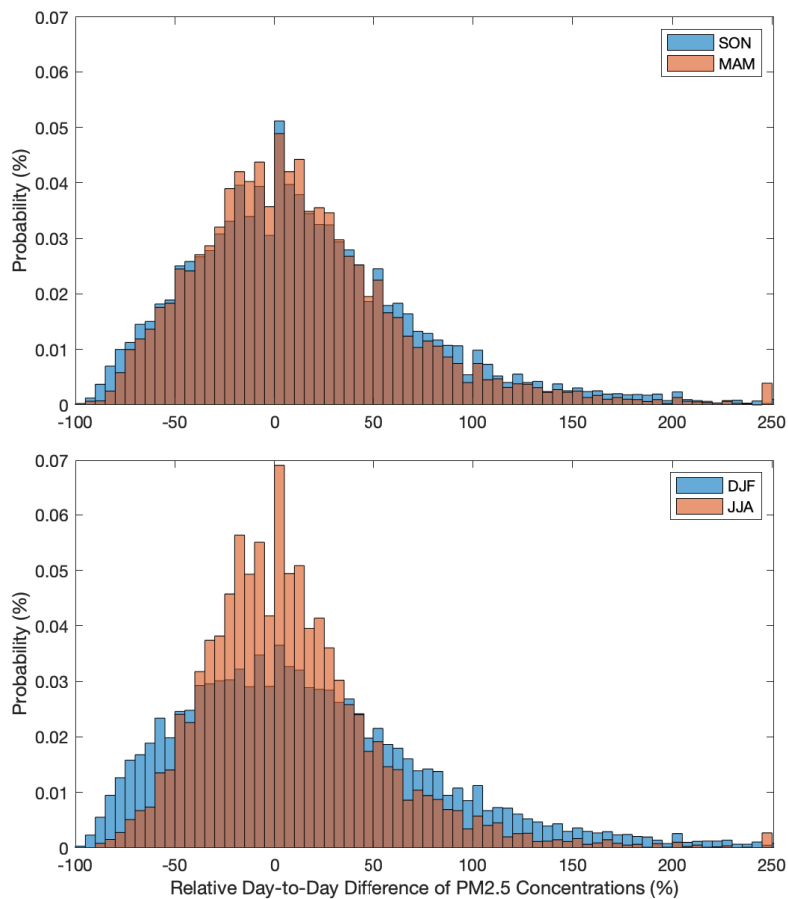 0.07
0.06
0.05
0.04
0.03
0.02
0.01
0
Probability (%)
SON
MAM
-100 -50 0 50 100 150 200 250
0.07
0.06
0.05
0.04
0.03
0.02
0.01
0
Probability (%)
DJF
JJA
-100 -50 0 50 100 150 200 250
Relative Day-to-Day Difference of PM2.5 Concentrations (%)